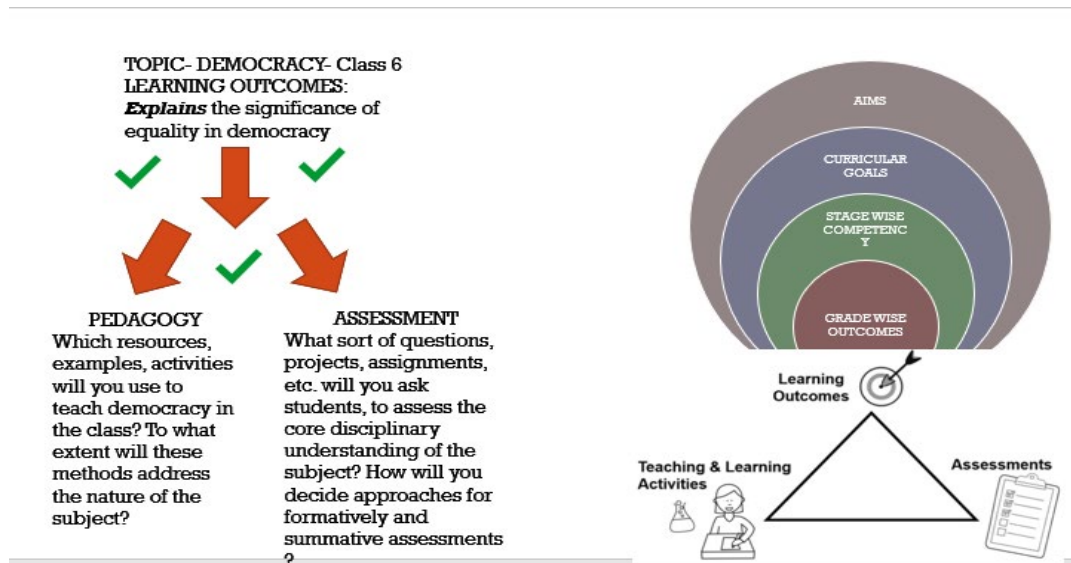 TOPIC- DEMOCRACY- Class 6
LEARNING OUTCOMES:
Explains the significance of
equality in democracy
PEDAGOGY
Which resources,
examples, activities
will you use to
teach democracy in
the class? To what
extent will these
methods address
the nature of the
subject?
ASSESSMENT
What sort of questions,
projects, assignments,
etc. will you ask
students, to assess the
core disciplinary
understanding of the
subject? How will you
decide approaches for
formatively and
summative assessments
?
AIMS
CURRICULAR
GOALS
STAGE WISE
COMPETENC
Y
GRADE WISE
OUTCOMES
Learning
Outcomes
Teaching & Learning
Activities
Assessments